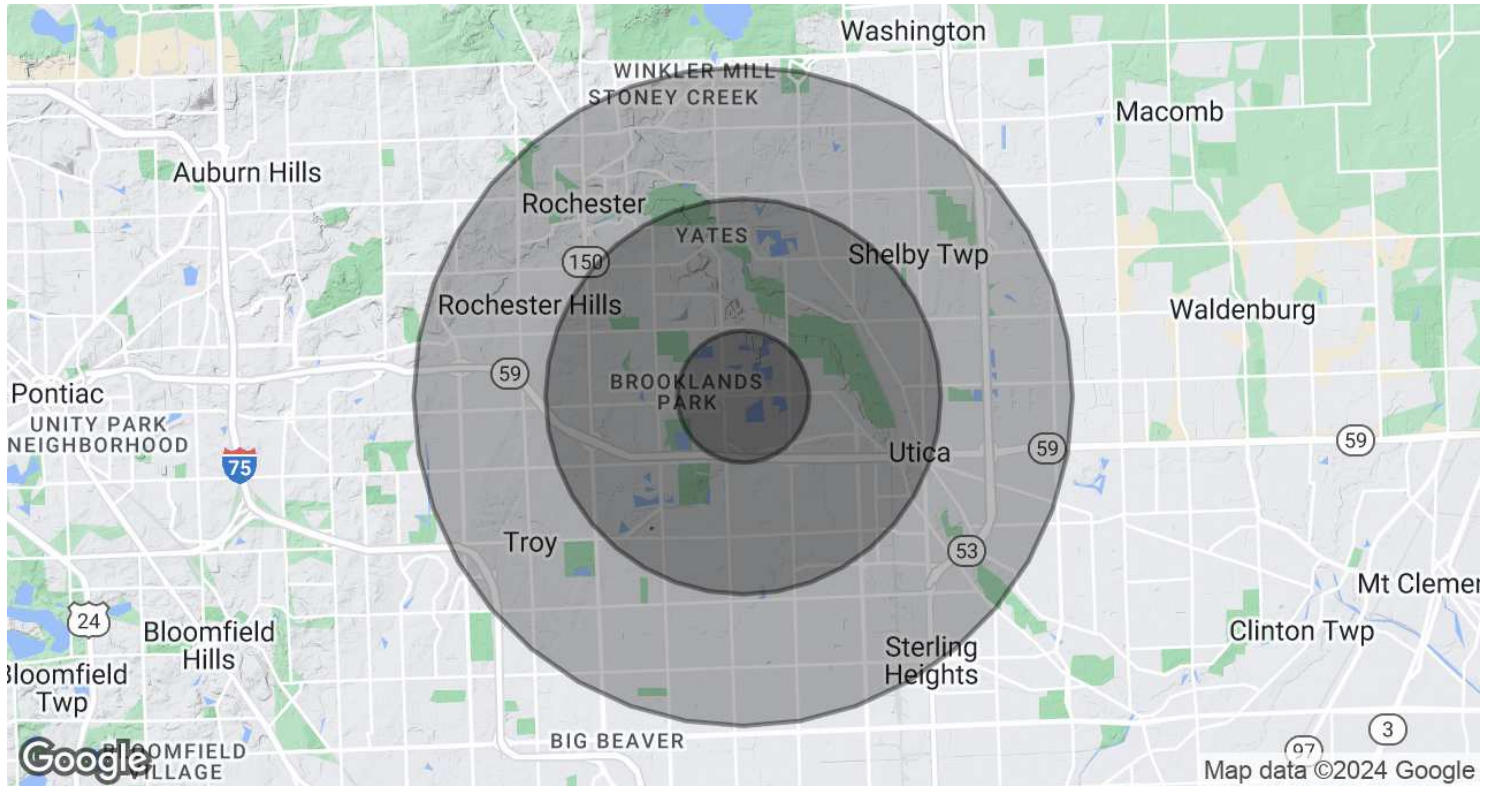 Washington
WINKLER MILL
STONEY CREEK
Macomb
Auburn Hills
Rochester
YATES
150
Shelby Twp
Rochester Hills
Waldenburg
59
BROOKLANDS
PARK
Pontiac
UNITY PARK
NEIGHBORHOOD
75
Utica
59
59
Troy
53
24
Bloomfield
Hills
Mt Clemen
Clinton Twp
Sterling
Heights
Bloomfield
Twp
BIG BEAVER
3
97
BLOOMFIELD
VILLAGE
Google
Map data ©2024 Google